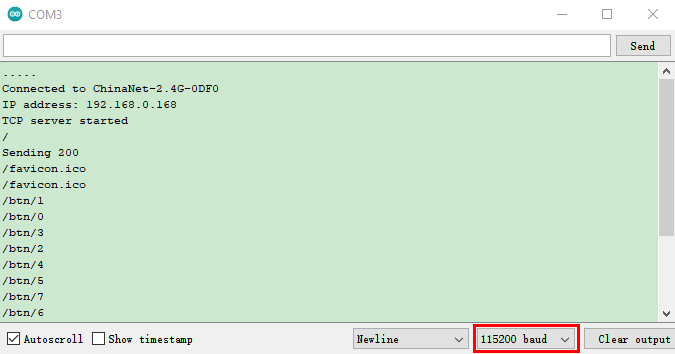 COM3
Send
.....
Connected to ChinaNet-2.4G-0DF0
IP address: 192.168.0.168
TCP server started
/
Sending 200
/favicon.ico
/favicon.ico
/btn/1
/btn/0
/btn/3
/btn/2
/btn/4
/btn/5
/btn/7
/btn/6
Autoscroll Show timestamp Newline 115200 baud Clear output